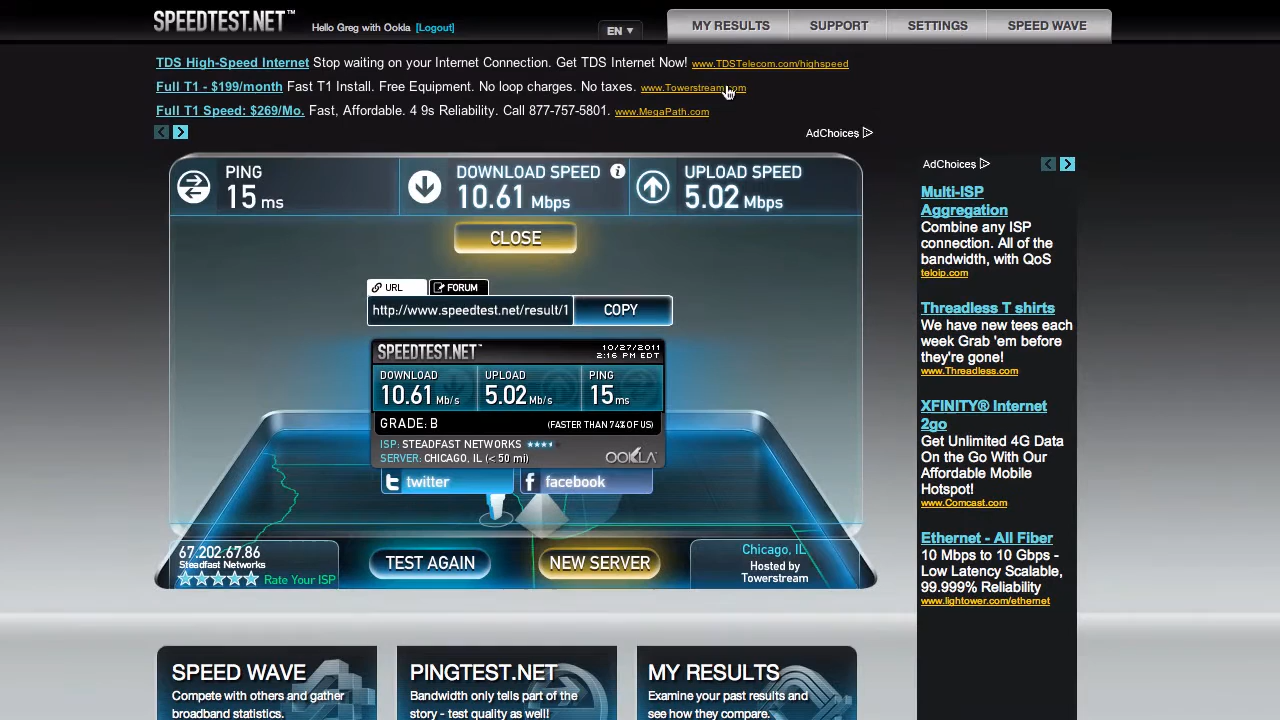 SPEEDTEST.NET™
Hello Greg with Ookla [Logout]
EN ▼
MY RESULTS
SUPPORT
SETTINGS
SPEED WAVE
TDS High-Speed Internet Stop waiting on your Internet Connection. Get TDS Internet Now! www.TDSTelecom.com/highspeed
Full T1 - $199/month Fast T1 Install. Free Equipment. No loop charges. No taxes. www.Towerstream.com
Full T1 Speed: $269/Mo. Fast, Affordable. 4 9s Reliability. Call 877-757-5801. www.MegaPath.com
AdChoices
PING
15 ms
DOWNLOAD SPEED
10.61 Mbps
UPLOAD SPEED
5.02 Mbps
CLOSE
URL
FORUM
http://www.speedtest.net/result/1
COPY
SPEEDTEST.NET™
10/27/2011
2:16 PM EDT
DOWNLOAD
10.61 Mb/s
UPLOAD
5.02 Mb/s
PING
15 ms
GRADE: B
(FASTER THAN 74% OF US)
ISP: STEADFAST NETWORKS
SERVER: CHICAGO, IL (< 50 mi)
OOKLA
twitter
facebook
67.202.67.86
Steadfast Networks
Rate Your ISP
TEST AGAIN
NEW SERVER
Chicago, IL
Hosted by
Towerstream
AdChoices
Multi-ISP
Aggregation
Combine any ISP
connection. All of the
bandwidth, with QoS
teloip.com
Threadless T shirts
We have new tees each
week Grab 'em before
they're gone!
www.Threadless.com
XFINITY® Internet
2go
Get Unlimited 4G Data
On the Go With Our
Affordable Mobile
Hotspot!
www.Comcast.com
Ethernet - All Fiber
10 Mbps to 10 Gbps -
Low Latency Scalable,
99.999% Reliability
www.lightower.com/ethernet
SPEED WAVE
Compete with others and gather
broadband statistics.
PINGTEST.NET
Bandwidth only tells part of the
story - test quality as well!
MY RESULTS
Examine your past results and
see how they compare.